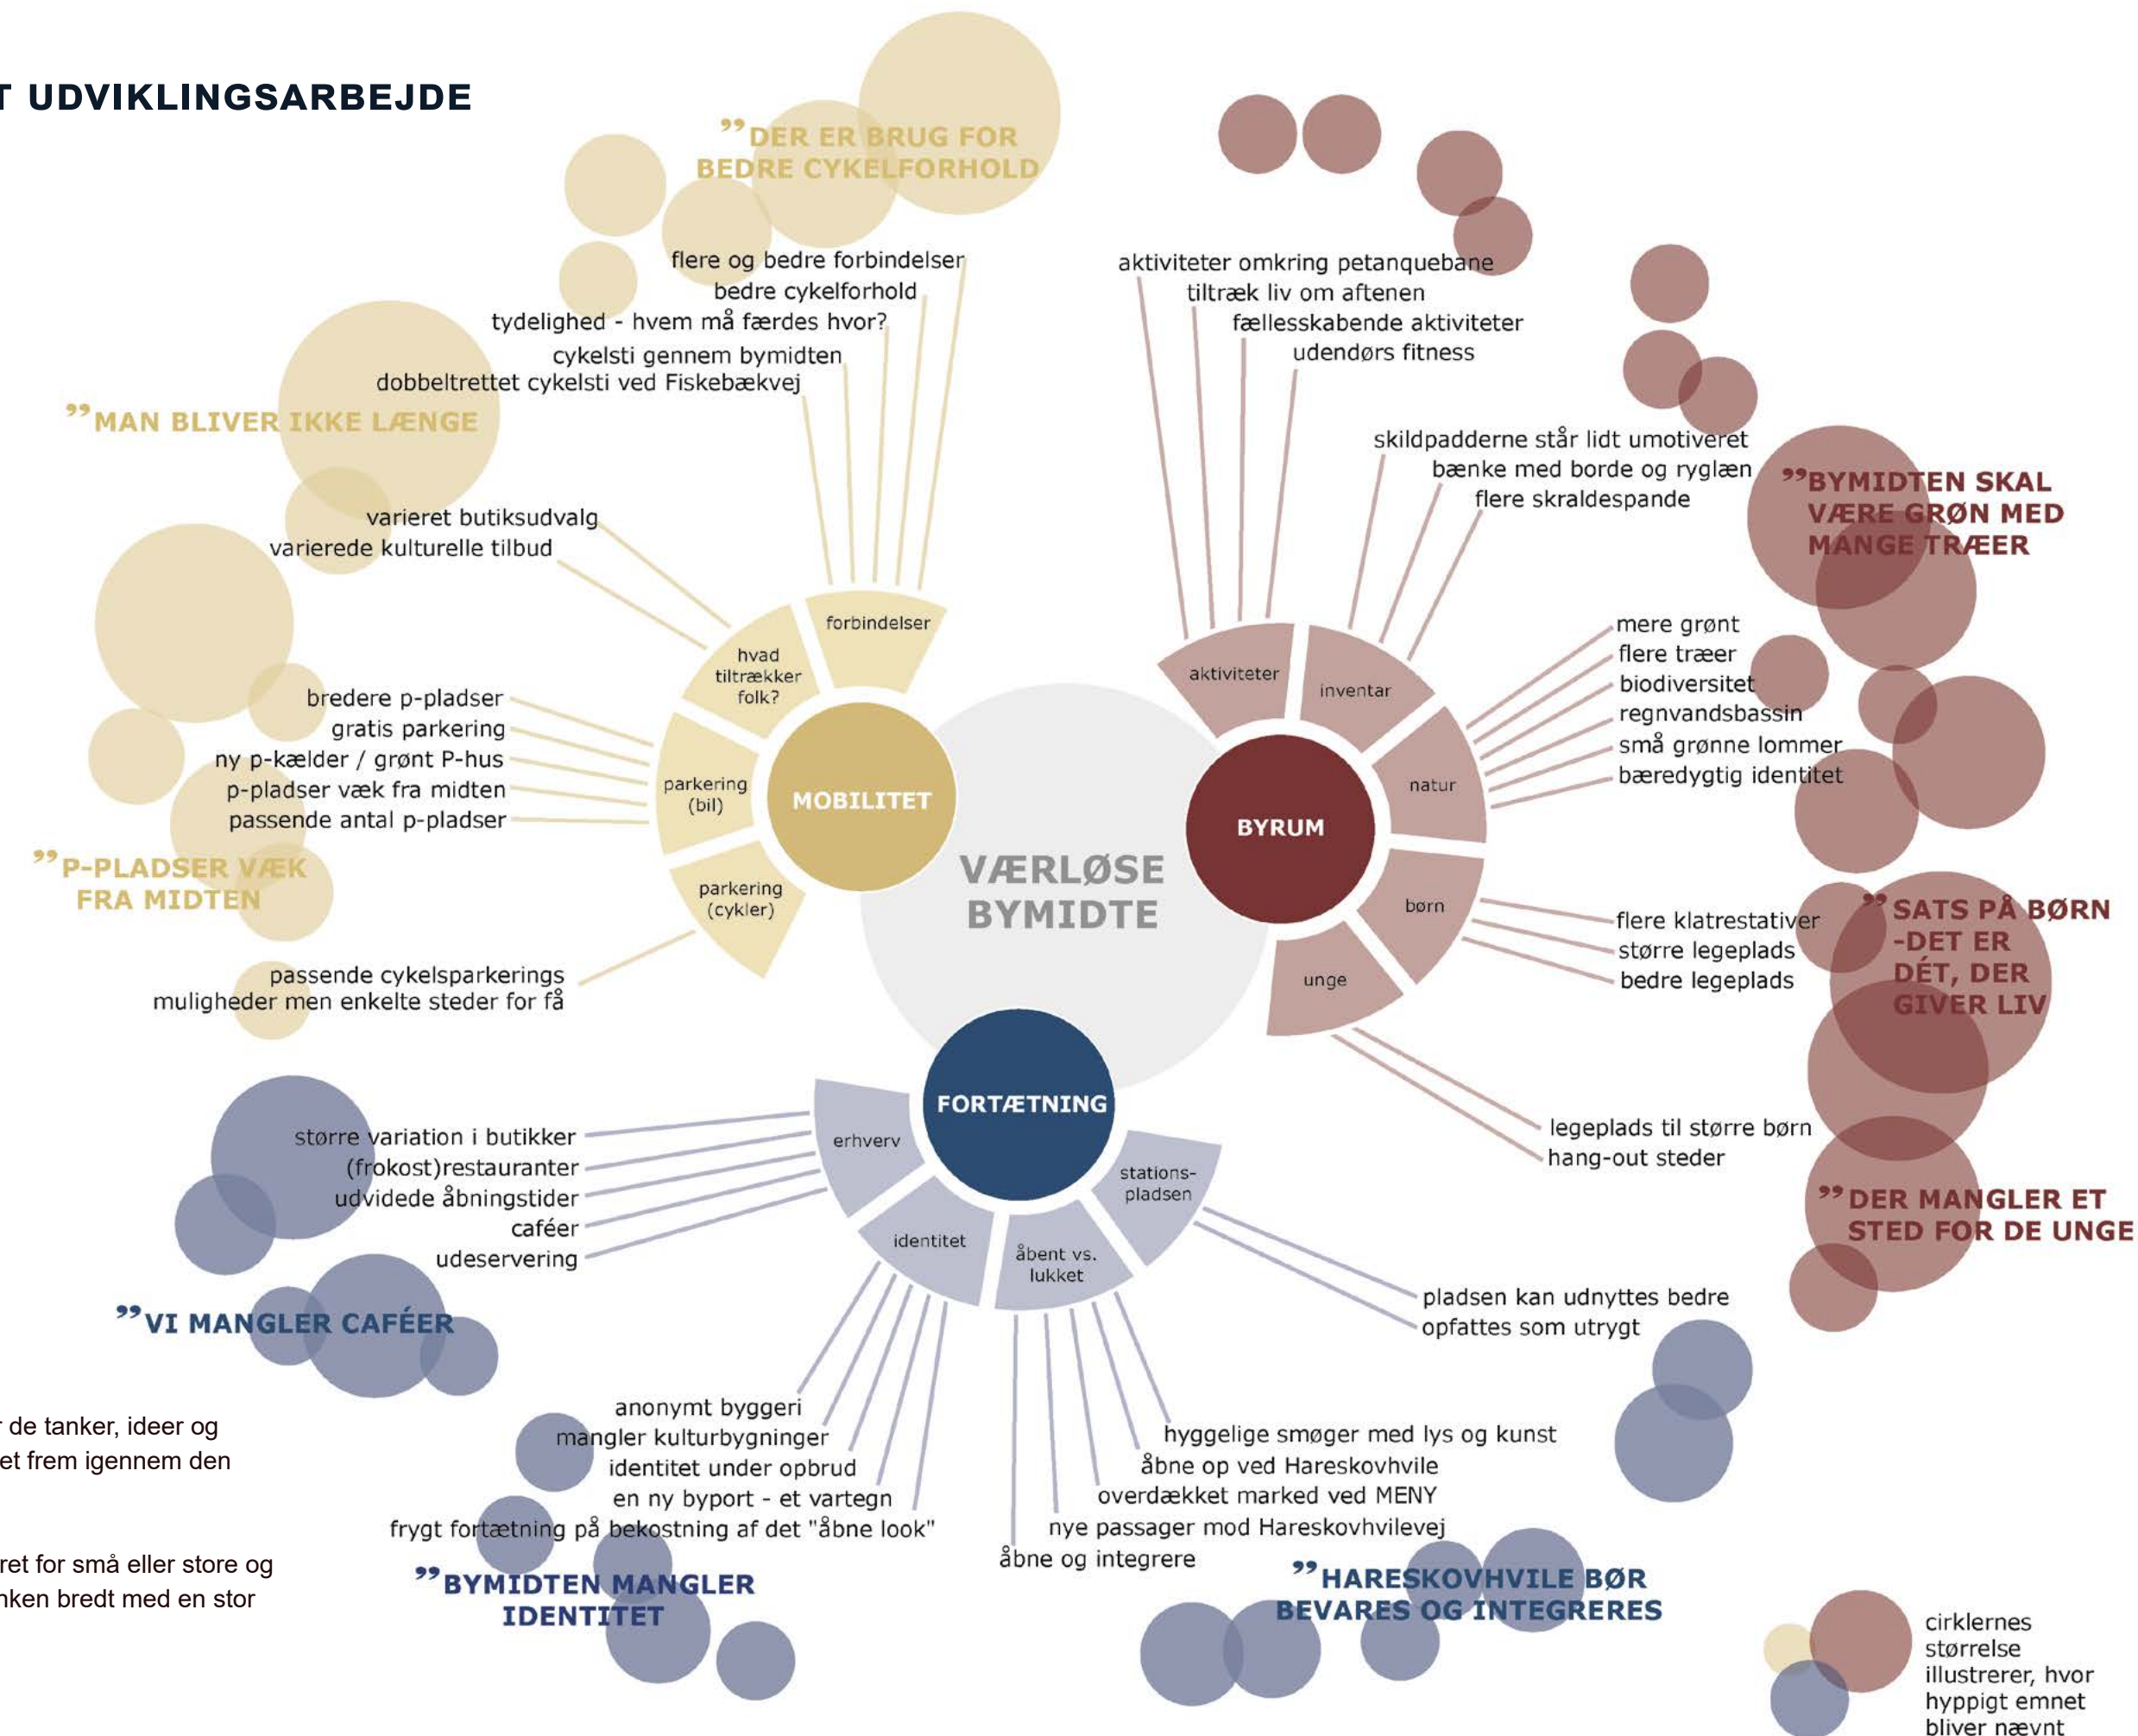 T UDVIKLINGSARBEJDE
”DER ER BRUG FOR
BEDRE CYKELFORHOLD
flere og bedre forbindelser
bedre cykelforhold
tydelighed - hvem må færdes hvor?
cykelsti gennem bymidten
dobbeltrettet cykelsti ved Fiskebækvej
”MAN BLIVER IKKE LÆNGE
varieret butiksudvalg
varierede kulturelle tilbud
forbindelser
hvad
tiltrækker
folk?
bredere p-pladser
gratis parkering
ny p-kælder / grønt P-hus
p-pladser væk fra midten
passende antal p-pladser
parkering
(bil)
MOBILITET
”P-PLADSER VÆK
FRA MIDTEN
parkering
(cykler)
passende cykelsparkerings
muligheder men enkelte steder for få
aktiviteter omkring petanquebane
tiltræk liv om aftenen
fællesskabende aktiviteter
udendørs fitness
skildpadderne står lidt umotiveret
bænke med borde og ryglæn
flere skraldespande
”BYMIDTEN SKAL
VÆRE GRØN MED
MANGE TRÆER
aktiviteter
inventar
mere grønt
flere træer
biodiversitet
regnvandsbassin
små grønne lommer
bæredygtig identitet
natur
BYRUM
VÆRLØSE
BYMIDTE
børn
flere klatrestativer
større legeplads
bedre legeplads
”SATS PÅ BØRN
-DET ER
DÉT, DER
GIVER LIV
unge
legeplads til større børn
hang-out steder
”DER MANGLER ET
STED FOR DE UNGE
FORTÆTNING
større variation i butikker
(frokost)restauranter
udvidede åbningstider
caféer
udeservering
erhverv
”VI MANGLER CAFÉER
identitet
åbent vs.
lukket
stations-
pladsen
pladsen kan udnyttes bedre
opfattes som utrygt
anonymt byggeri
mangler kulturbygninger
identitet under opbrud
en ny byport - et vartegn
frygt fortætning på bekostning af det "åbne look"
”BYMIDTEN MANGLER
IDENTITET
hyggelige smøger med lys og kunst
åbne op ved Hareskovhvile
overdækket marked ved MENY
nye passager mod Hareskovhvilevej
åbne og integrere
”HARESKOVHVILE BØR
BEVARES OG INTEGRERES
r de tanker, ideer og
et frem igennem den
ret for små eller store og
nken bredt med en stor
cirklernes
størrelse
illustrerer, hvor
hyppigt emnet
bliver nævnt